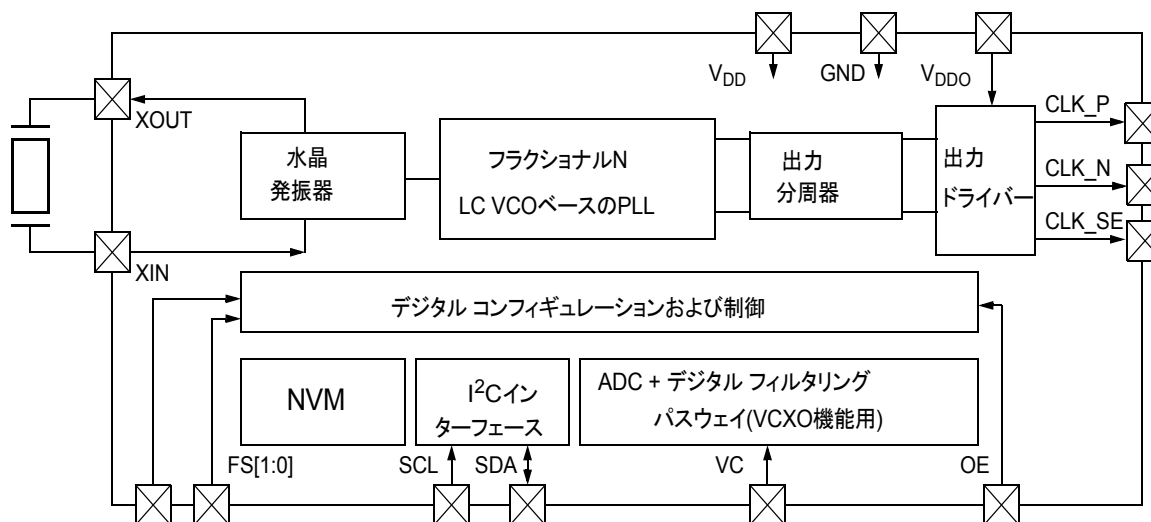 V_DD
GND
V_DDO
XOUT
CLK_P
水晶
発振器
フラクショナルN
LC VCOベースのPLL
出力
分周器
出力
ドライバー
CLK_N
CLK_SE
XIN
デジタル コンフィギュレーションおよび制御
NVM
I²Cイン
ターフェース
ADC + デジタル フィルタリング
パスウェイ(VCXO機能用)
FS[1:0]
SCL
SDA
VC
OE